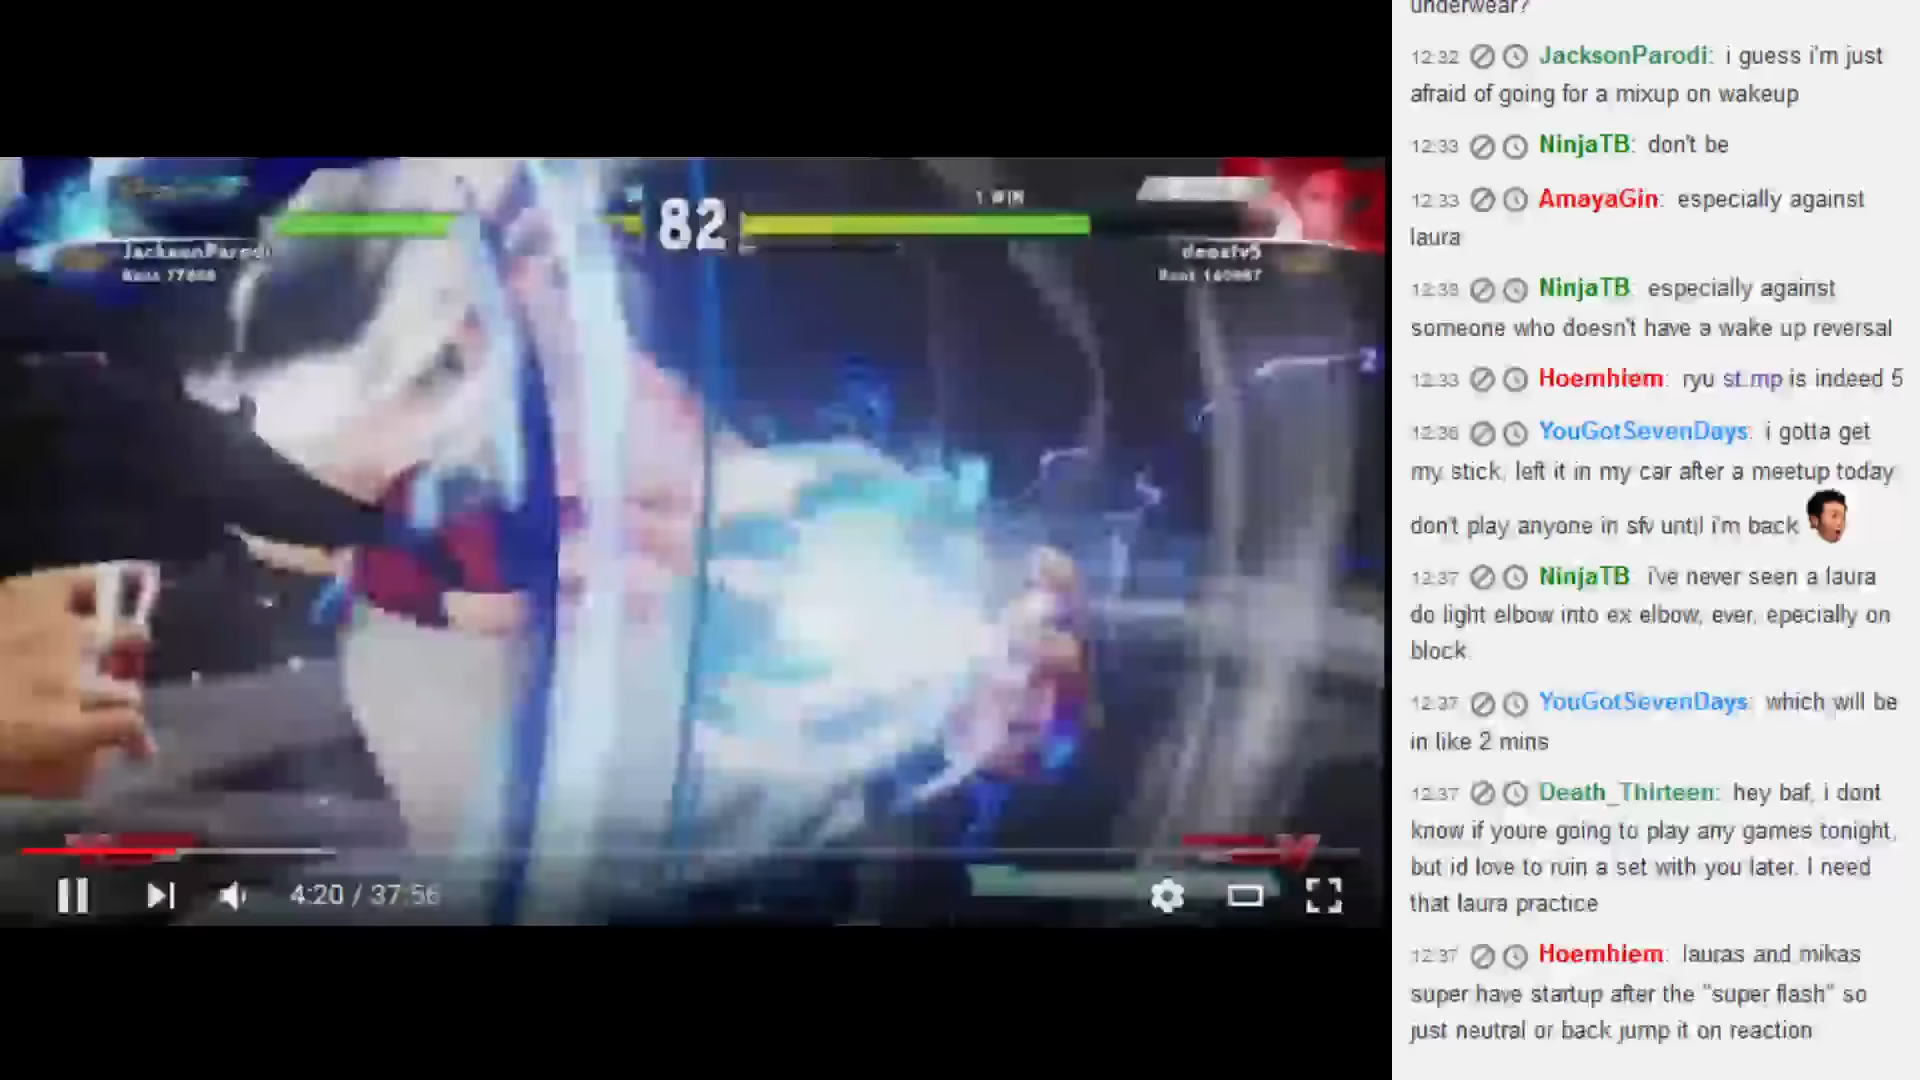 82
1 WIN
JacksonParodi
underwear?
12:32 JacksonParodi: i guess i'm just
afraid of going for a mixup on wakeup
12:33 NinjaTB: don't be
12:33 AmayaGin: especially against
laura
12:33 NinjaTB: especially against
someone who doesn't have a wake up reversal
12:33 Hoemhiem: ryu st.mp is indeed 5
12:36 YouGotSevenDays: i gotta get
my stick, left it in my car after a meetup today
don't play anyone in sfv until i'm back
12:37 NinjaTB: i've never seen a laura
do light elbow into ex elbow, ever, epecially on
block
12:37 YouGotSevenDays: which will be
in like 2 mins
12:37 Death_Thirteen: hey baf, i dont
know if youre going to play any games tonight,
but id love to ruin a set with you later. I need
that laura practice
12:37 Hoemhiem: lauras and mikas
super have startup after the "super flash" so
just neutral or back jump it on reaction
4:20 / 37:56